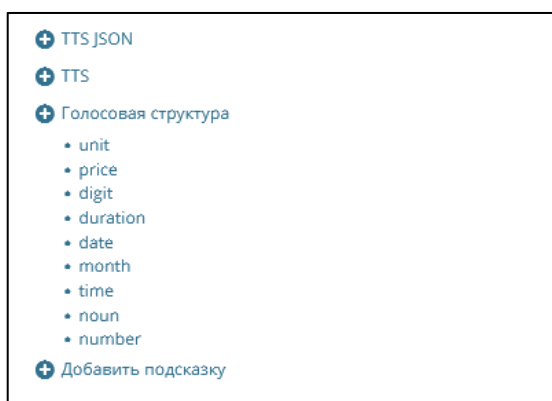 TTS JSON
TTS
Голосовая структура
unit
price
digit
duration
date
month
time
noun
number
Добавить подсказку